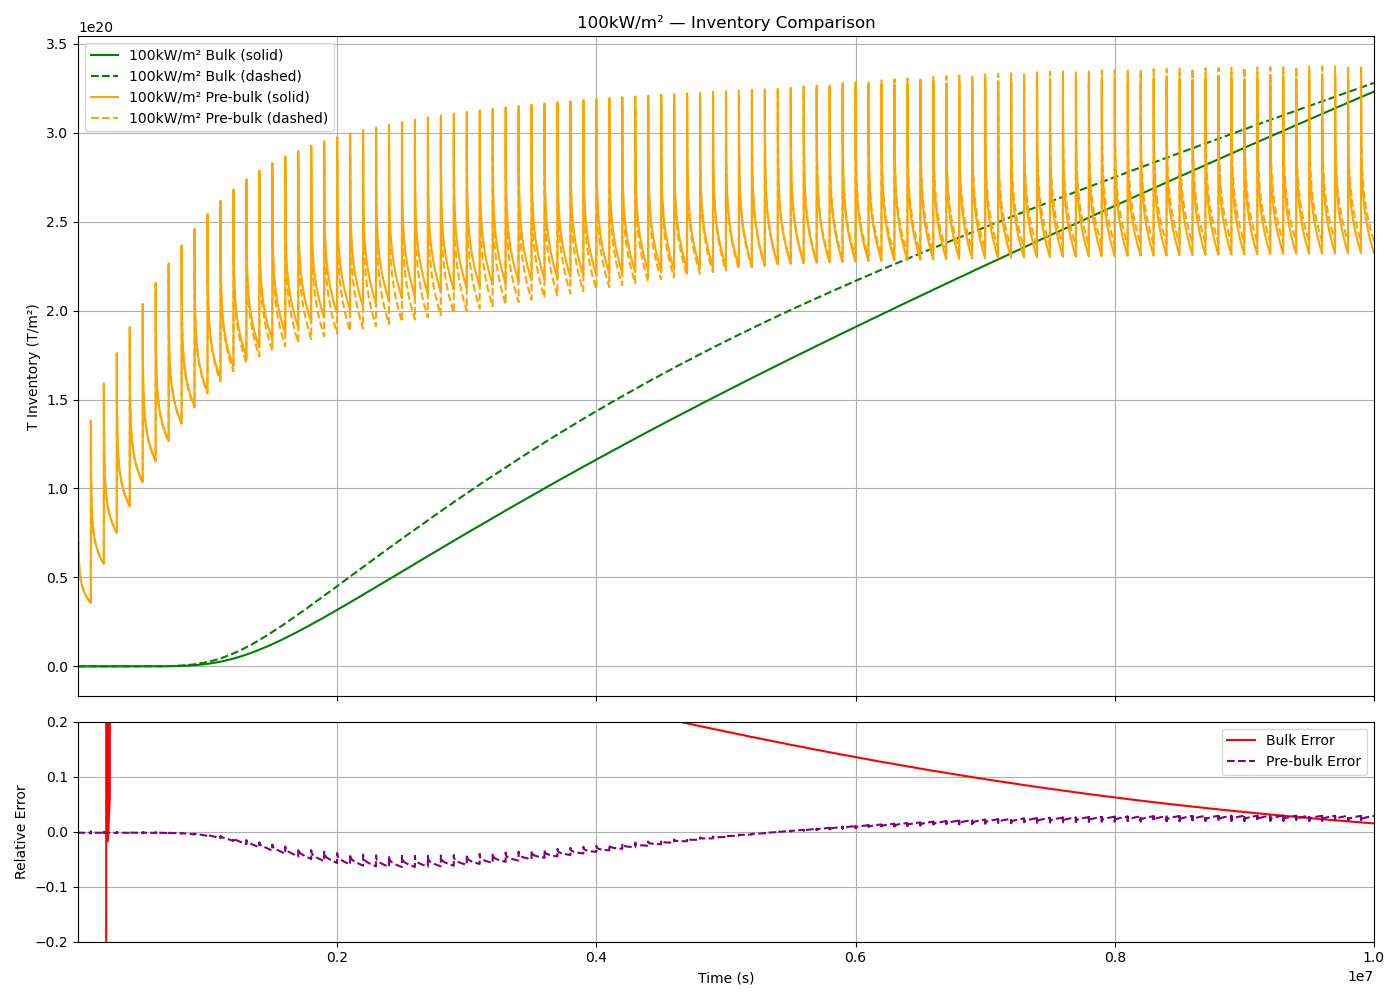 100kW/m² — Inventory Comparison
1e20
3.5
3.0
2.5
2.0
1.5
1.0
0.5
0.0
T Inventory (T/m²)
100kW/m² Bulk (solid)
100kW/m² Bulk (dashed)
100kW/m² Pre-bulk (solid)
100kW/m² Pre-bulk (dashed)
0.2
0.1
0.0
−0.1
−0.2
Relative Error
Bulk Error
Pre-bulk Error
0.2 0.4 0.6 0.8 1.0
Time (s)
1e7